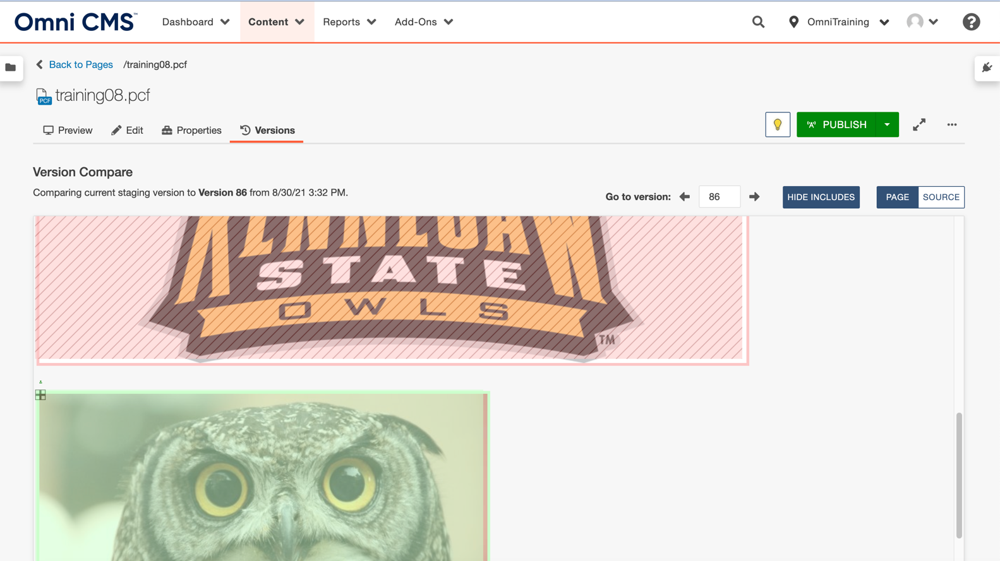 Omni CMS™ Dashboard Content Reports Add-Ons OmniTraining ?
Back to Pages /training08.pcf
PCF training08.pcf
Preview Edit Properties Versions PUBLISH
Version Compare
Comparing current staging version to Version 86 from 8/30/21 3:32 PM.
Go to version: 86 HIDE INCLUDES PAGE SOURCE
STATE
OWLS
TM
.